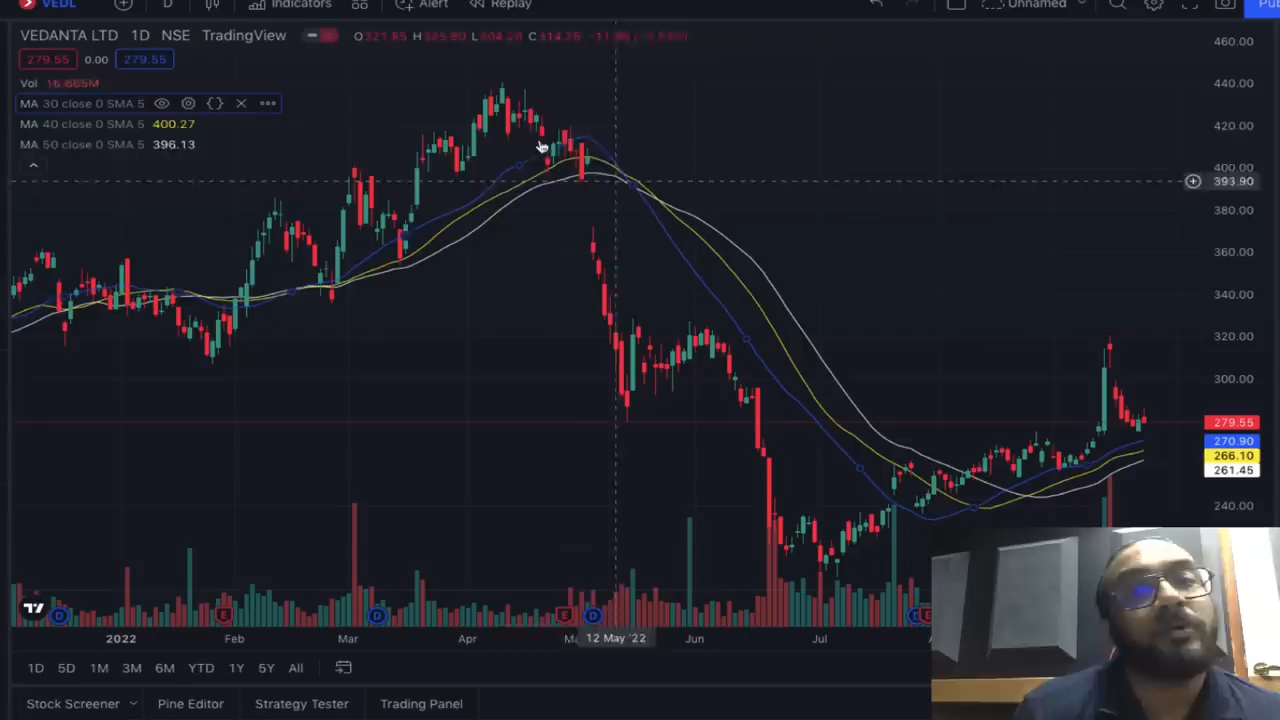 VEDL D Indicators Alert Replay Unnamed
VEDANTA LTD 1D NSE TradingView
279.55 0.00 279.55
Vol 16.665M
MA 30 close 0 SMA 5
MA 40 close 0 SMA 5 400.27
MA 50 close 0 SMA 5 396.13
460.00
440.00
420.00
400.00
393.90
380.00
360.00
340.00
320.00
300.00
279.55
270.90
266.10
261.45
240.00
D E D E D E
2022 Feb Mar Apr 12 May '22 Jun Jul
1D 5D 1M 3M 6M YTD 1Y 5Y All
Stock Screener Pine Editor Strategy Tester Trading Panel